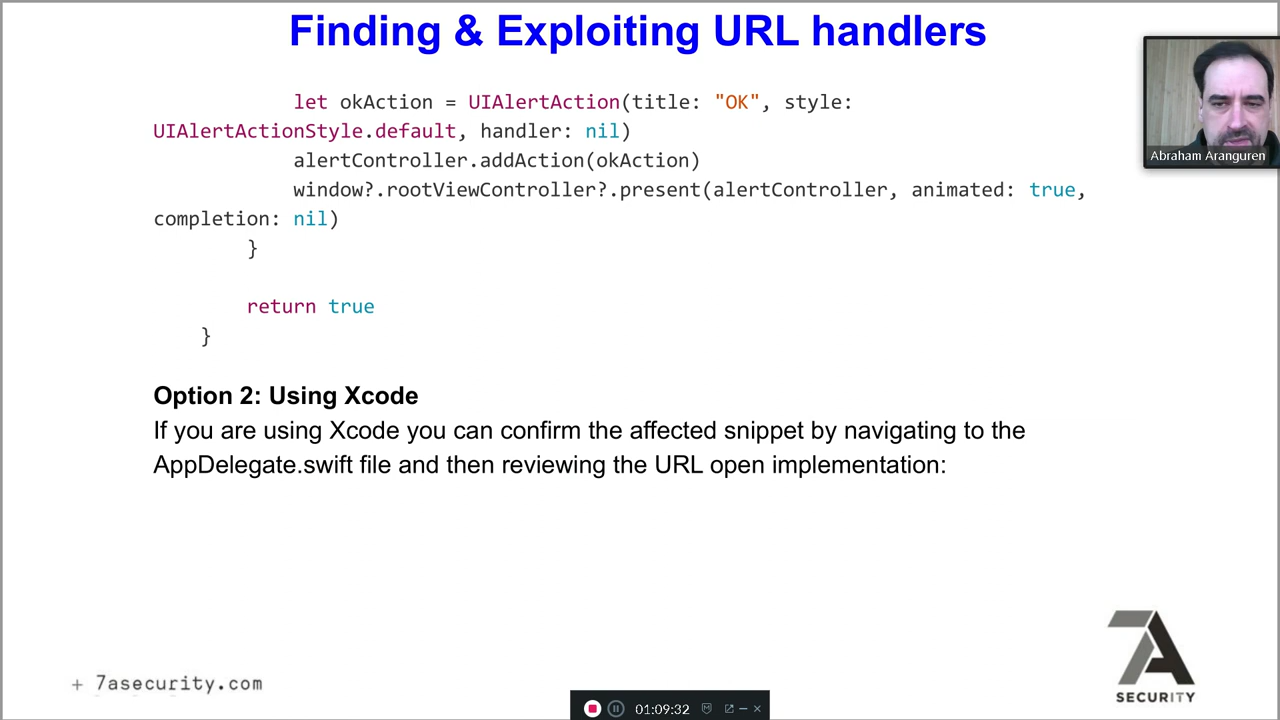 Finding & Exploiting URL handlers
let okAction = UIAlertAction(title: "OK", style:
UIAlertActionStyle.default, handler: nil)
alertController.addAction(okAction)
window?.rootViewController?.present(alertController, animated: true,
completion: nil)
}
return true
}
Option 2: Using Xcode
If you are using Xcode you can confirm the affected snippet by navigating to the
AppDelegate.swift file and then reviewing the URL open implementation:
Abraham Aranguren
+ 7asecurity.com
7A
SECURITY
01:09:32